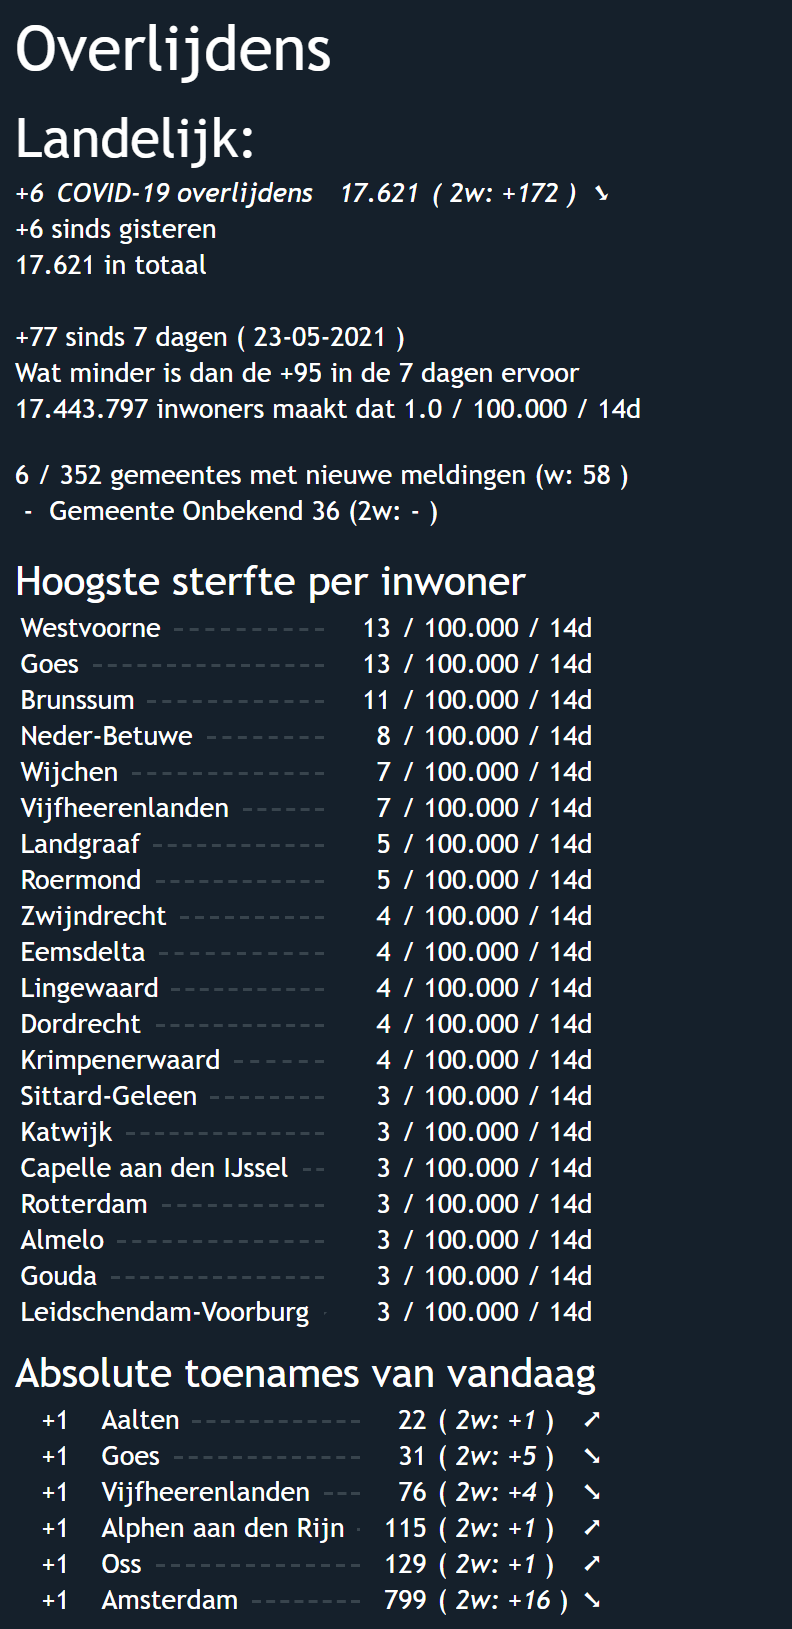 Overlijdens
Landelijk:
+6 COVID-19 overlijdens 17.621 ( 2w: +172 ) ➘
+6 sinds gisteren
17.621 in totaal
+77 sinds 7 dagen ( 23-05-2021 )
Wat minder is dan de +95 in de 7 dagen ervoor
17.443.797 inwoners maakt dat 1.0 / 100.000 / 14d
6 / 352 gemeentes met nieuwe meldingen (w: 58 )
- Gemeente Onbekend 36 (2w: - )
Hoogste sterfte per inwoner
Westvoorne ---------- 13 / 100.000 / 14d
Goes --------------- 13 / 100.000 / 14d
Brunssum ------------ 11 / 100.000 / 14d
Neder-Betuwe -------- 8 / 100.000 / 14d
Wijchen ------------- 7 / 100.000 / 14d
Vijfheerenlanden ------ 7 / 100.000 / 14d
Landgraaf ----------- 5 / 100.000 / 14d
Roermond ----------- 5 / 100.000 / 14d
Zwijndrecht ---------- 4 / 100.000 / 14d
Eemsdelta ----------- 4 / 100.000 / 14d
Lingewaard ---------- 4 / 100.000 / 14d
Dordrecht ----------- 4 / 100.000 / 14d
Krimpenerwaard ------ 4 / 100.000 / 14d
Sittard-Geleen -------- 3 / 100.000 / 14d
Katwijk ------------- 3 / 100.000 / 14d
Capelle aan den IJssel -- 3 / 100.000 / 14d
Rotterdam ----------- 3 / 100.000 / 14d
Almelo -------------- 3 / 100.000 / 14d
Gouda -------------- 3 / 100.000 / 14d
Leidschendam-Voorburg - 3 / 100.000 / 14d
Absolute toenames van vandaag
+1 Aalten ----------- 22 ( 2w: +1 ) ➚
+1 Goes ------------ 31 ( 2w: +5 ) ➘
+1 Vijfheerenlanden --- 76 ( 2w: +4 ) ➘
+1 Alphen aan den Rijn - 115 ( 2w: +1 ) ➚
+1 Oss ------------- 129 ( 2w: +1 ) ➚
+1 Amsterdam ------- 799 ( 2w: +16 ) ➘